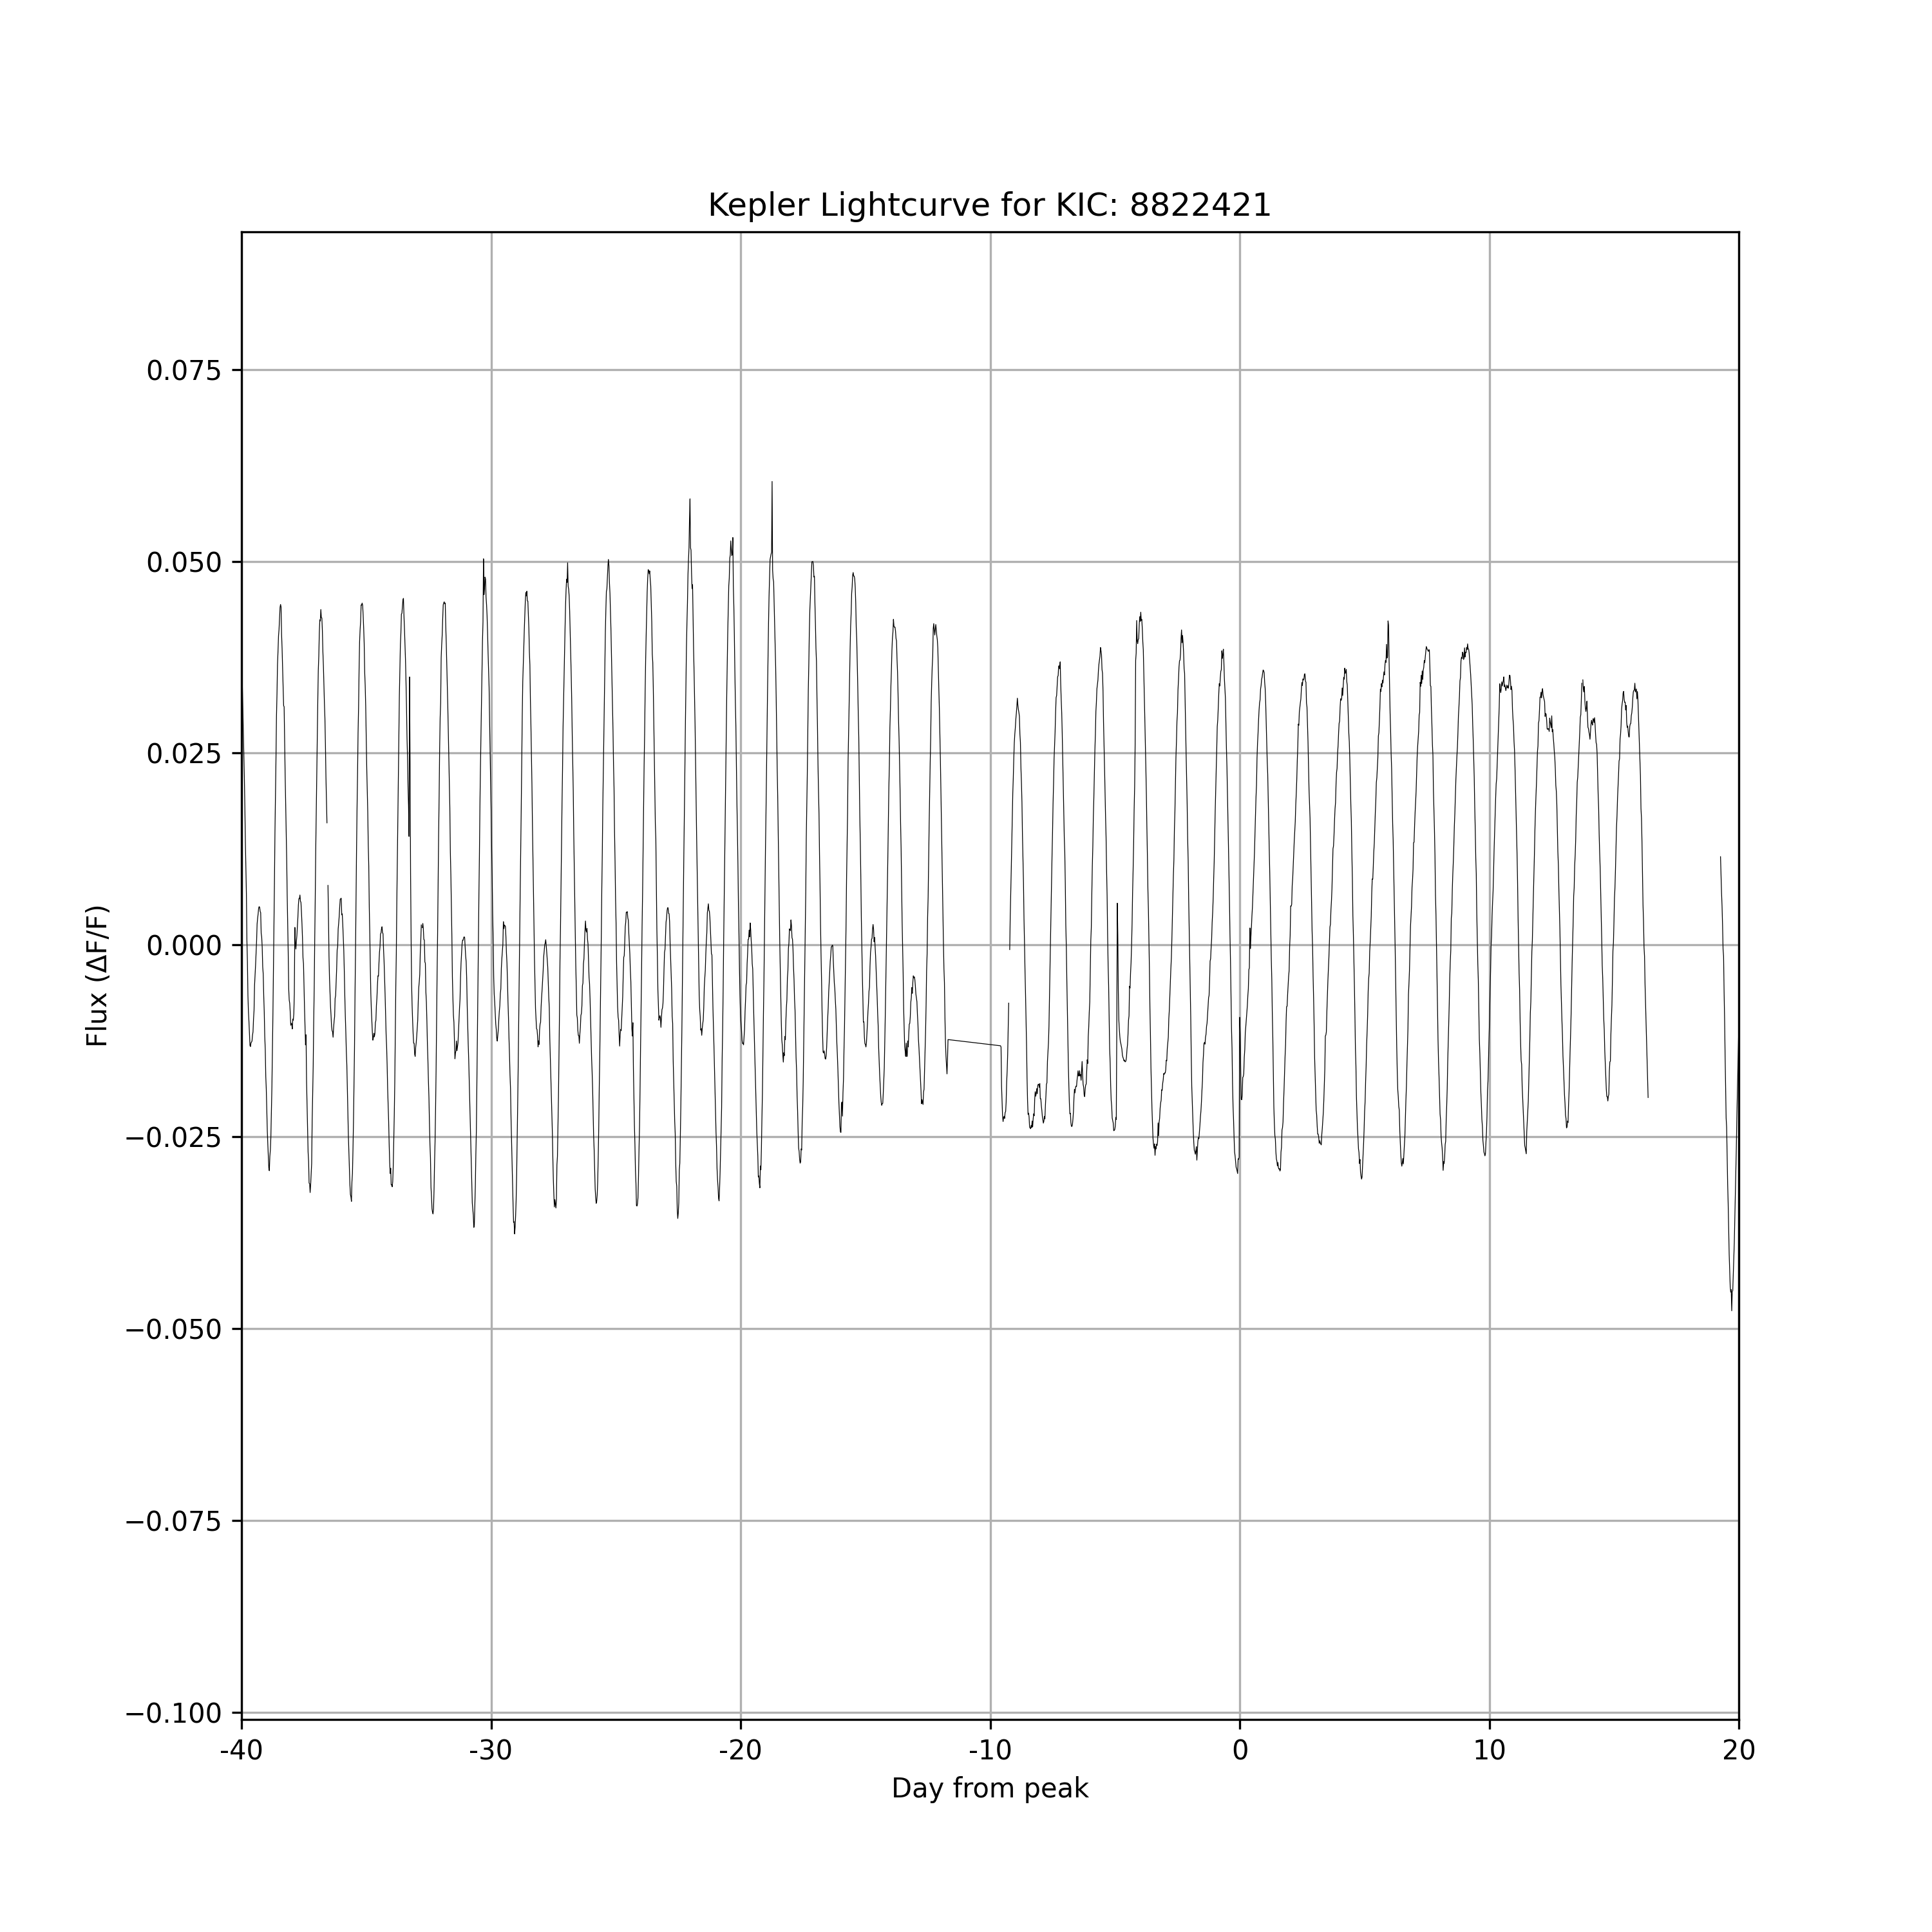 Kepler Lightcurve for KIC: 8822421
0.075
0.050
0.025
0.000
−0.025
−0.050
−0.075
−0.100
Flux (ΔF/F)
-40 -30 -20 -10 0 10 20
Day from peak